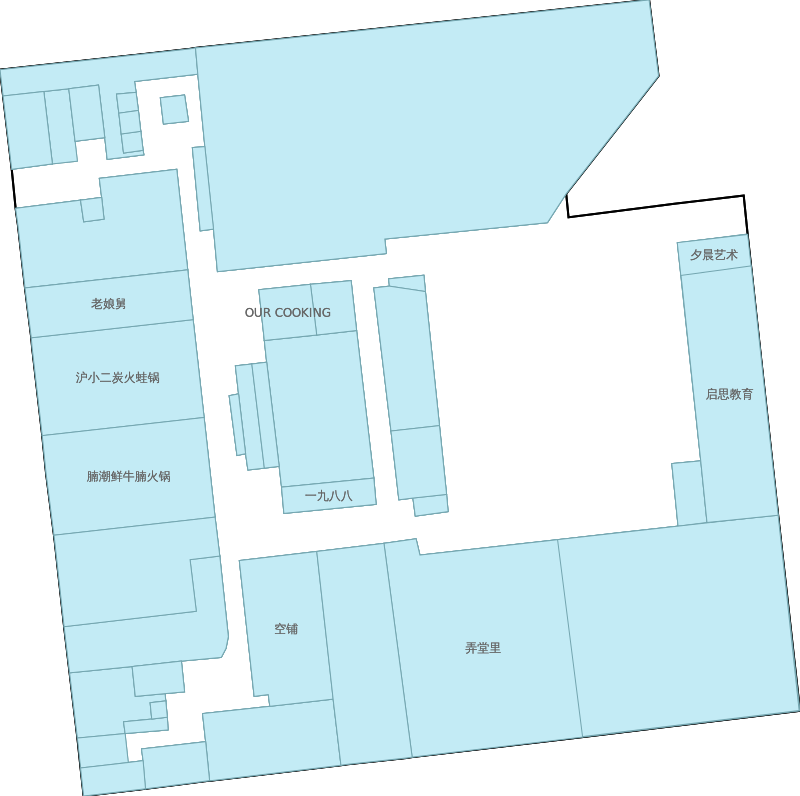 夕晨艺术
老娘舅
OUR COOKING
沪小二炭火蛙锅
启思教育
腩潮鲜牛腩火锅
一九八八
空铺
弄堂里